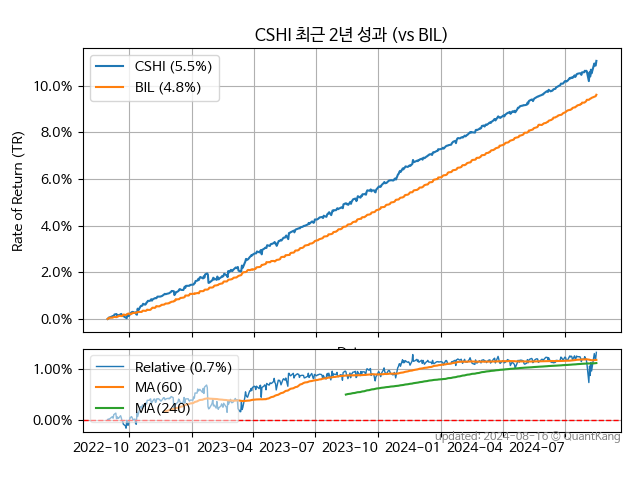 CSHI 최근 2년 성과 (vs BIL)
CSHI (5.5%)
BIL (4.8%)
Rate of Return (TR)
10.0%
8.0%
6.0%
4.0%
2.0%
0.0%
Relative (0.7%)
MA(60)
MA(240)
1.00%
0.00%
2022-10 2023-01 2023-04 2023-07 2023-10 2024-01 2024-04 2024-07
updated: 2024-08-16 © QuantKang